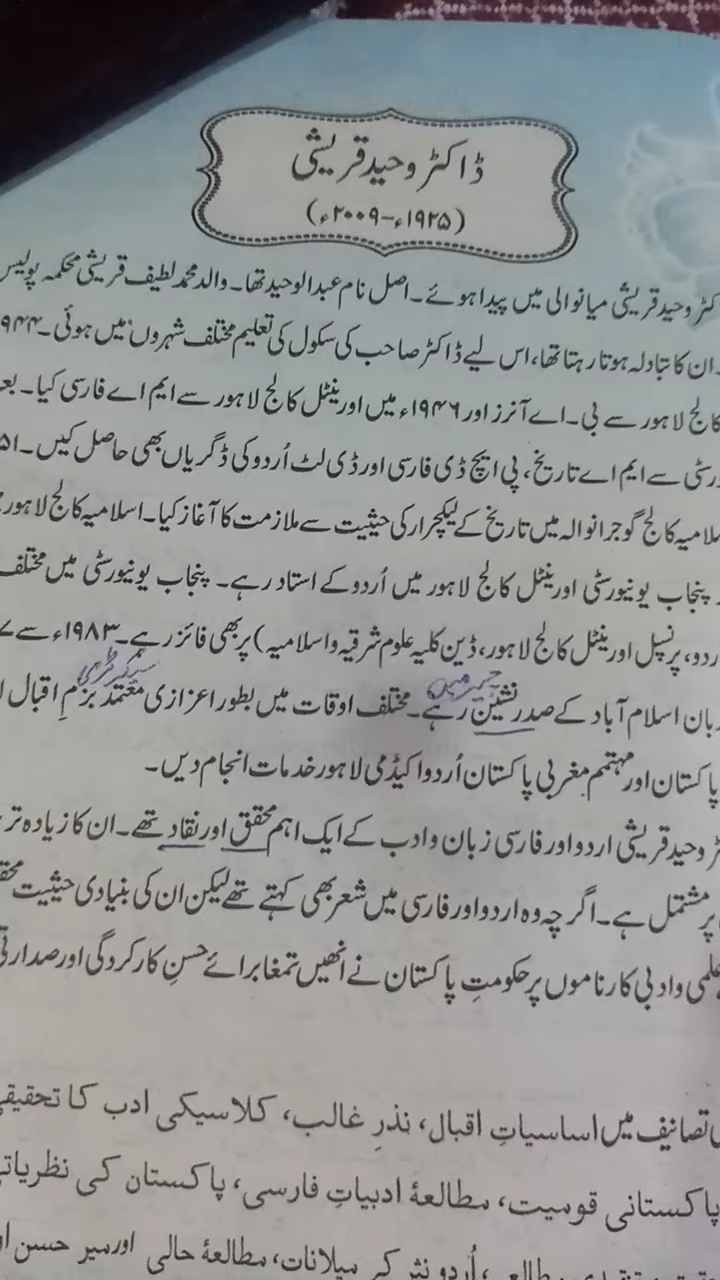 ڈاکٹر وحید قریشی
(۱۹۲۵ء–۲۰۰۹ء)
وحید قریشی میانوالی میں پیدا ہوئے۔ اصل نام عبدالوحید تھا۔ والد محمد لطیف قریشی محکمہ پولیس
ان کا تبادلہ ہوتا رہتا تھا، اس لیے ڈاکٹر صاحب کی سکول کی تعلیم مختلف شہروں میں ہوئی۔
کالج لاہور سے بی۔اے آنرز اور ۱۹۴۶ء میں اورینٹل کالج لاہور سے ایم اے فارسی کیا۔
سے ایم اے تاریخ، پی ایچ ڈی فارسی اور ڈی لٹ اُردو کی ڈگریاں بھی حاصل کیں۔
کالج گوجرانوالہ میں تاریخ کے لیکچرار کی حیثیت سے ملازمت کا آغاز کیا۔ اسلامیہ کالج لاہور
پنجاب یونیورسٹی اورینٹل کالج لاہور میں اُردو کے استاد رہے۔ پنجاب یونیورسٹی میں مختلف
پرنسپل اورینٹل کالج لاہور، ڈین کلیہ علوم شرقیہ و اسلامیہ) پر بھی فائز رہے۔ ۱۹۸۳ء سے
اسلام آباد کے صدر نشین رہے۔ مختلف اوقات میں بطور اعزازی معتمد بزمِ اقبال
پاکستان اور مہتمم مغربی پاکستان اُردو اکیڈمی لاہور خدمات انجام دیں۔
وحید قریشی اردو اور فارسی زبان و ادب کے ایک اہم محقق اور نقاد تھے۔ ان کا زیادہ تر
پر مشتمل ہے۔ اگرچہ وہ اردو اور فارسی میں شعر بھی کہتے تھے لیکن ان کی بنیادی حیثیت
علمی و ادبی کارناموں پر حکومتِ پاکستان نے انھیں تمغا برائے حسنِ کارکردگی اور
تصانیف میں اساسیاتِ اقبال، نذرِ غالب، کلاسیکی ادب کا
پاکستانی قومیت، مطالعۂ ادبیاتِ فارسی، پاکستان کی
اُردو نثر کے میلانات، مطالعۂ حالی اور میر حسن